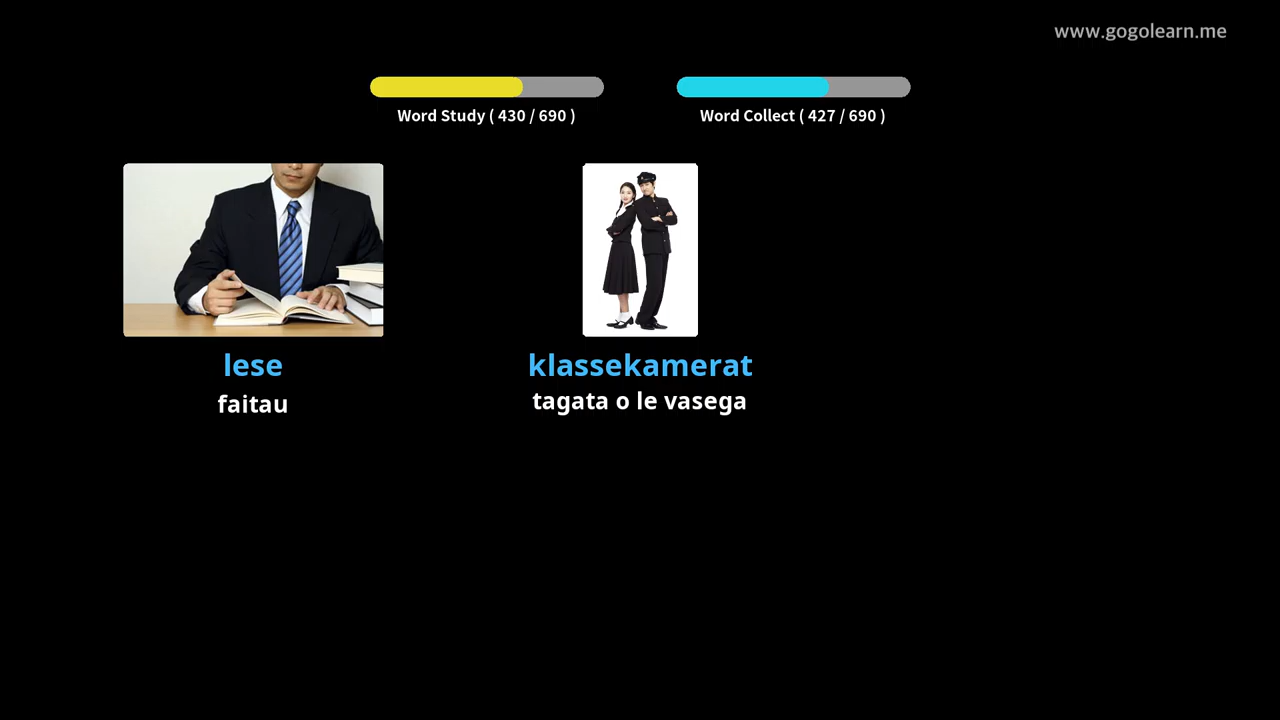 www.gogolearn.me
Word Study ( 430 / 690 )
Word Collect ( 427 / 690 )
lese
faitau
klassekamerat
tagata o le vasega